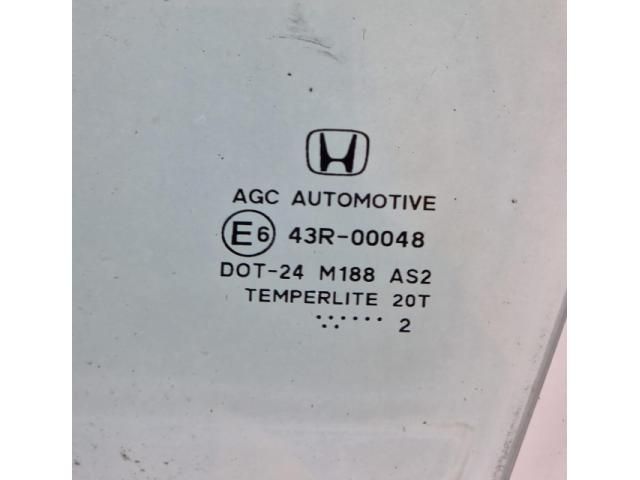 AGC AUTOMOTIVE
E6 43R-00048
DOT-24 M188 AS2
TEMPERLITE 20T
2